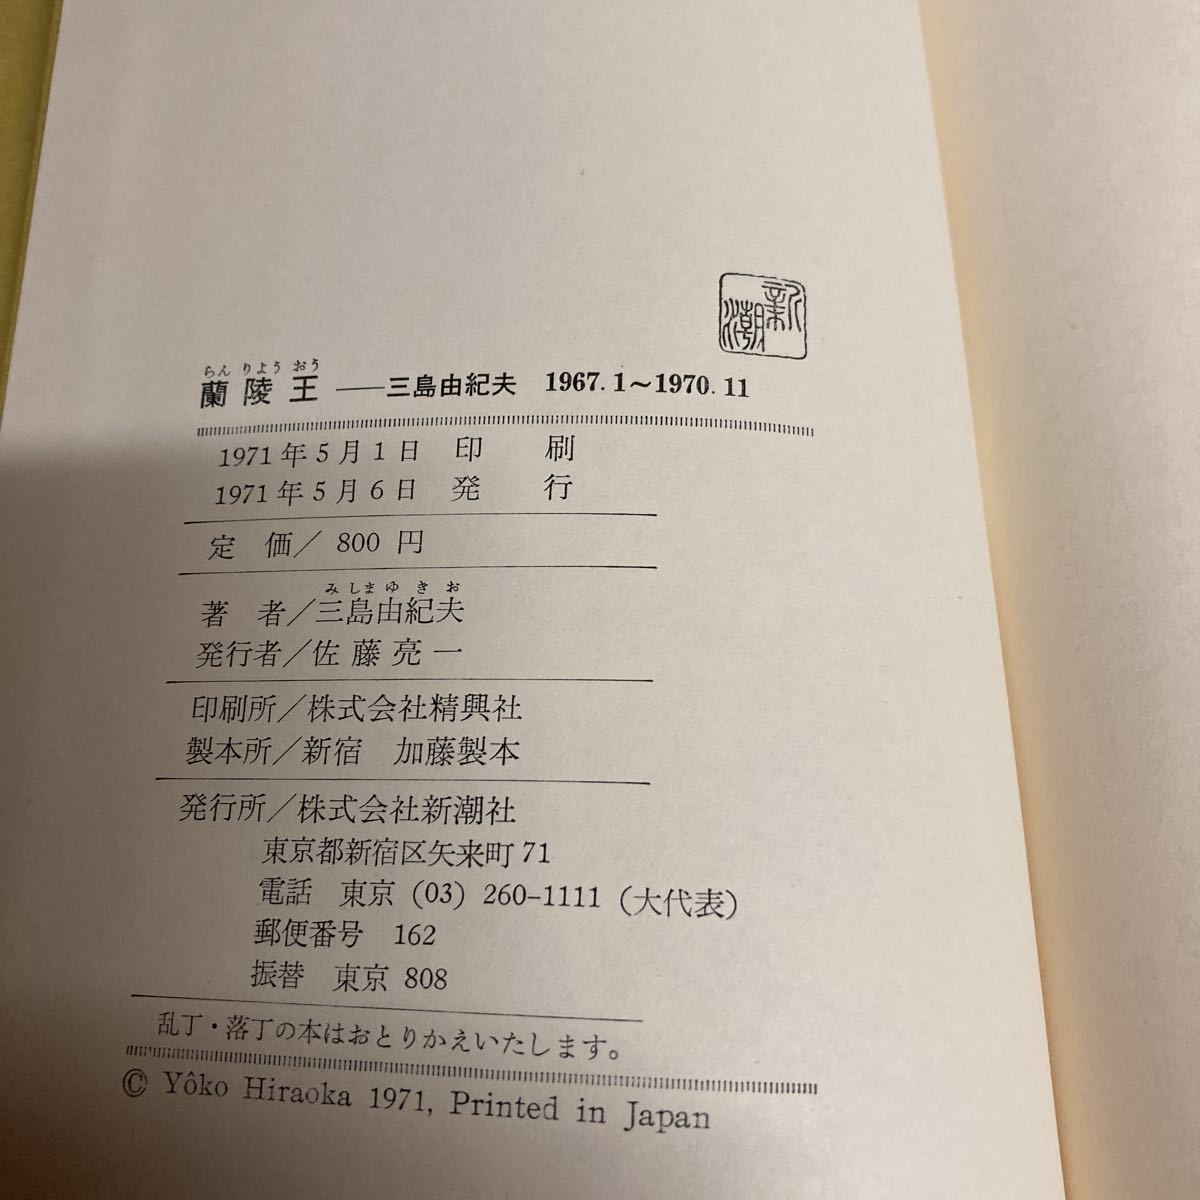 新潮
らん りよう おう
蘭陵王――三島由紀夫 1967.1～1970.11
1971年5月1日 印 刷
1971年5月6日 発 行
定 価／ 800 円
みしまゆきお
著 者／三島由紀夫
発行者／佐藤亮一
印刷所／株式会社精興社
製本所／新宿 加藤製本
発行所／株式会社新潮社
東京都新宿区矢来町71
電話 東京 (03) 260-1111 (大代表)
郵便番号 162
振替 東京 808
乱丁・落丁の本はおとりかえいたします。
© Yôko Hiraoka 1971, Printed in Japan